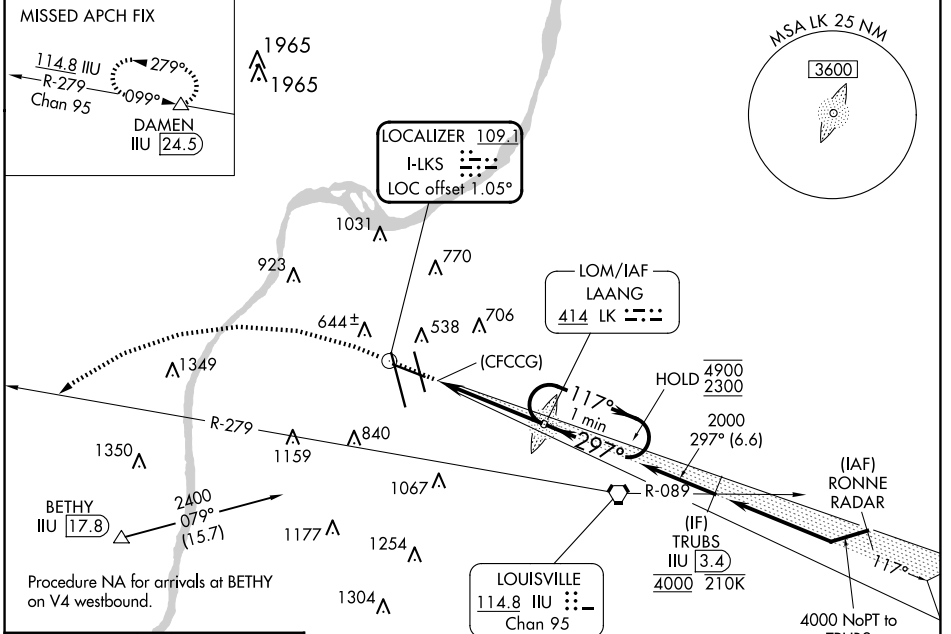 MISSED APCH FIX
114.8 IIU
R-279
Chan 95
279°
099°
DAMEN
IIU 24.5
1965
1965
MSA LK 25 NM
3600
LOCALIZER 109.1
I-LKS
LOC offset 1.05°
1031
770
923
LOM/IAF
LAANG
414 LK
644±
538
706
(CFCCG)
1349
HOLD 4900
2300
117°
1 min
297°
2000
297° (6.6)
R-279
840
1159
1350
1067
R-089
(IAF)
RONNE
RADAR
BETHY
IIU 17.8
2400
079°
(15.7)
1177
1254
(IF)
TRUBS
IIU 3.4
4000 210K
117°
Procedure NA for arrivals at BETHY
on V4 westbound.
LOUISVILLE
114.8 IIU
Chan 95
1304
4000 NoPT to